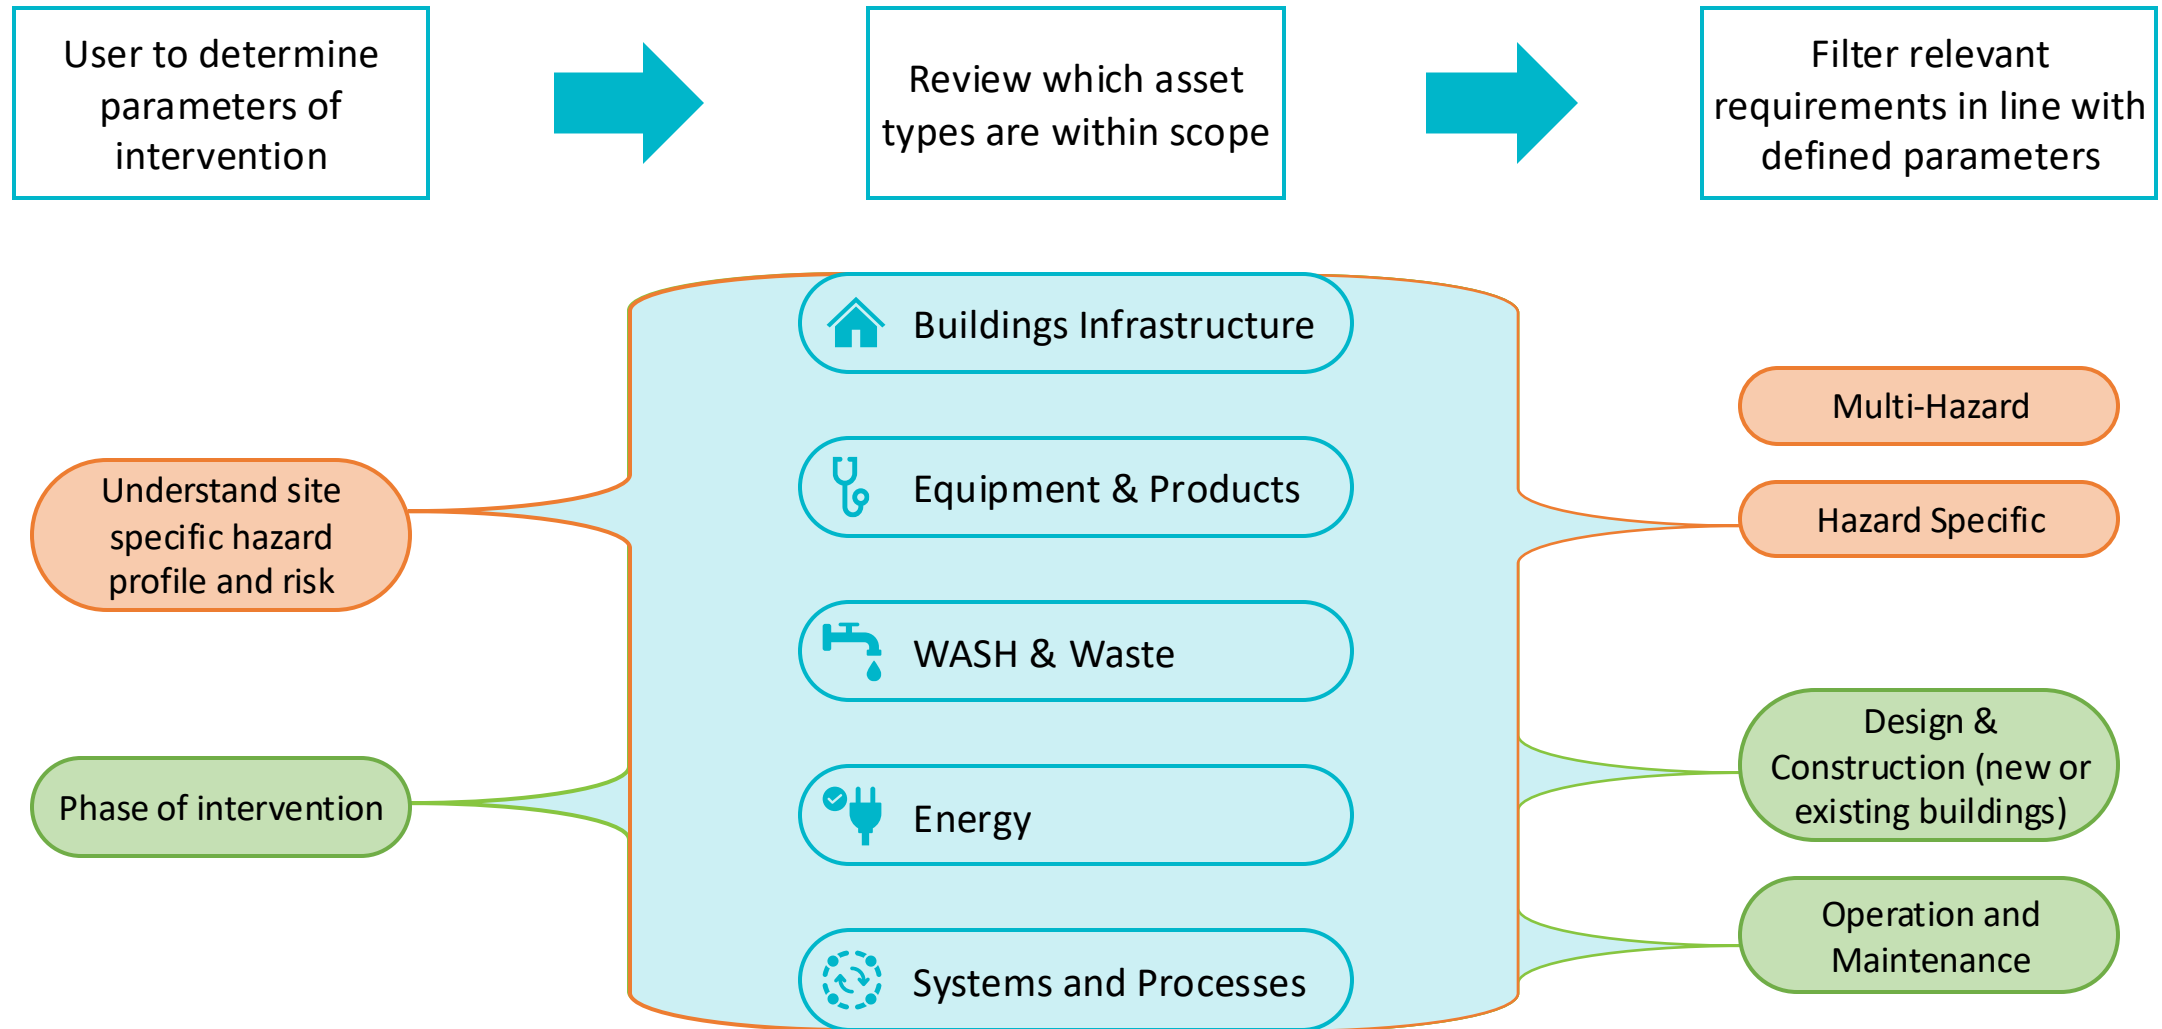 User to determine
parameters of
intervention
Review which asset
types are within scope
Filter relevant
requirements in line with
defined parameters
Understand site
specific hazard
profile and risk
Phase of intervention
Buildings Infrastructure
Equipment & Products
WASH & Waste
Energy
Systems and Processes
Multi-Hazard
Hazard Specific
Design &
Construction (new or
existing buildings)
Operation and
Maintenance